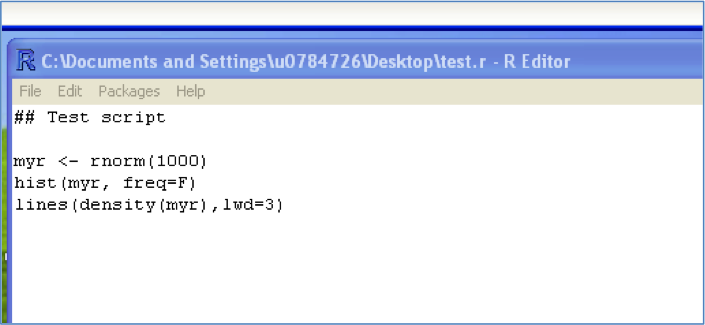 R C:\Documents and Settings\u0784726\Desktop\test.r - R Editor
File Edit Packages Help
## Test script
myr <- rnorm(1000)
hist(myr, freq=F)
lines(density(myr),lwd=3)